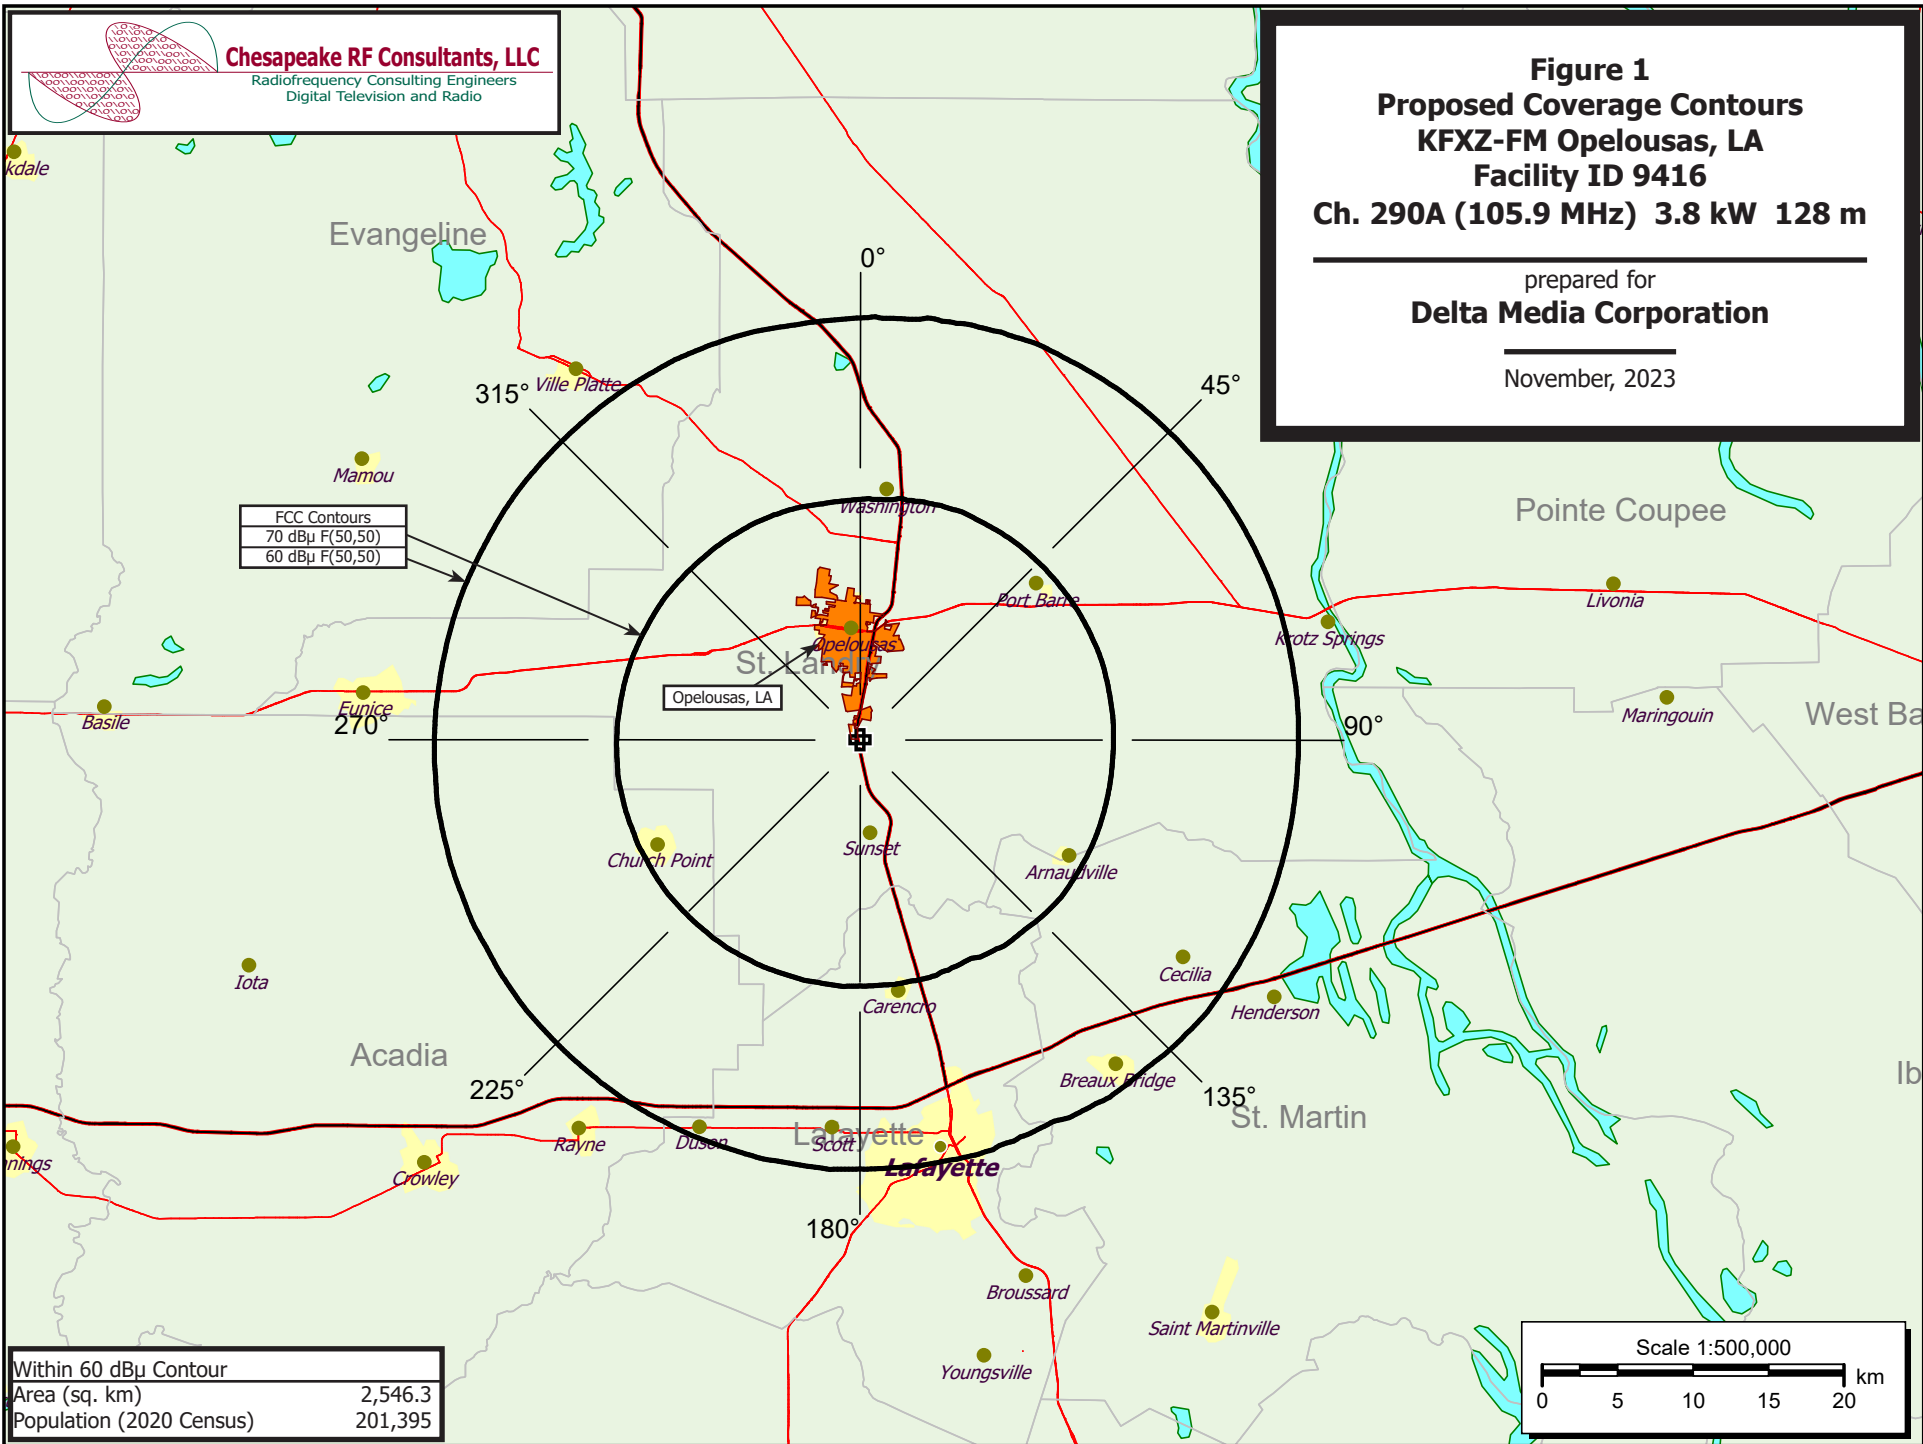 Chesapeake RF Consultants, LLC
Radiofrequency Consulting Engineers
Digital Television and Radio
Figure 1
Proposed Coverage Contours
KFXZ-FM Opelousas, LA
Facility ID 9416
Ch. 290A (105.9 MHz) 3.8 kW 128 m
prepared for
Delta Media Corporation
November, 2023
kdale
Evangeline
0°
Ville Platte
315°
45°
Mamou
Washington
Pointe Coupee
FCC Contours
70 dBµ F(50,50)
60 dBµ F(50,50)
Port Barre
Livonia
Krotz Springs
Opelousas
St. Landry
Opelousas, LA
Eunice
Basile
Maringouin
West Ba
270°
90°
Church Point
Sunset
Arnaudville
Cecilia
Iota
Carencro
Henderson
Acadia
Breaux Bridge
Ib
225°
135°
St. Martin
Rayne
Duson
Scott
Lafayette
nnings
Crowley
Lafayette
180°
Broussard
Saint Martinville
Youngsville
Within 60 dBµ Contour
Area (sq. km) 2,546.3
Population (2020 Census) 201,395
Scale 1:500,000
km
0 5 10 15 20